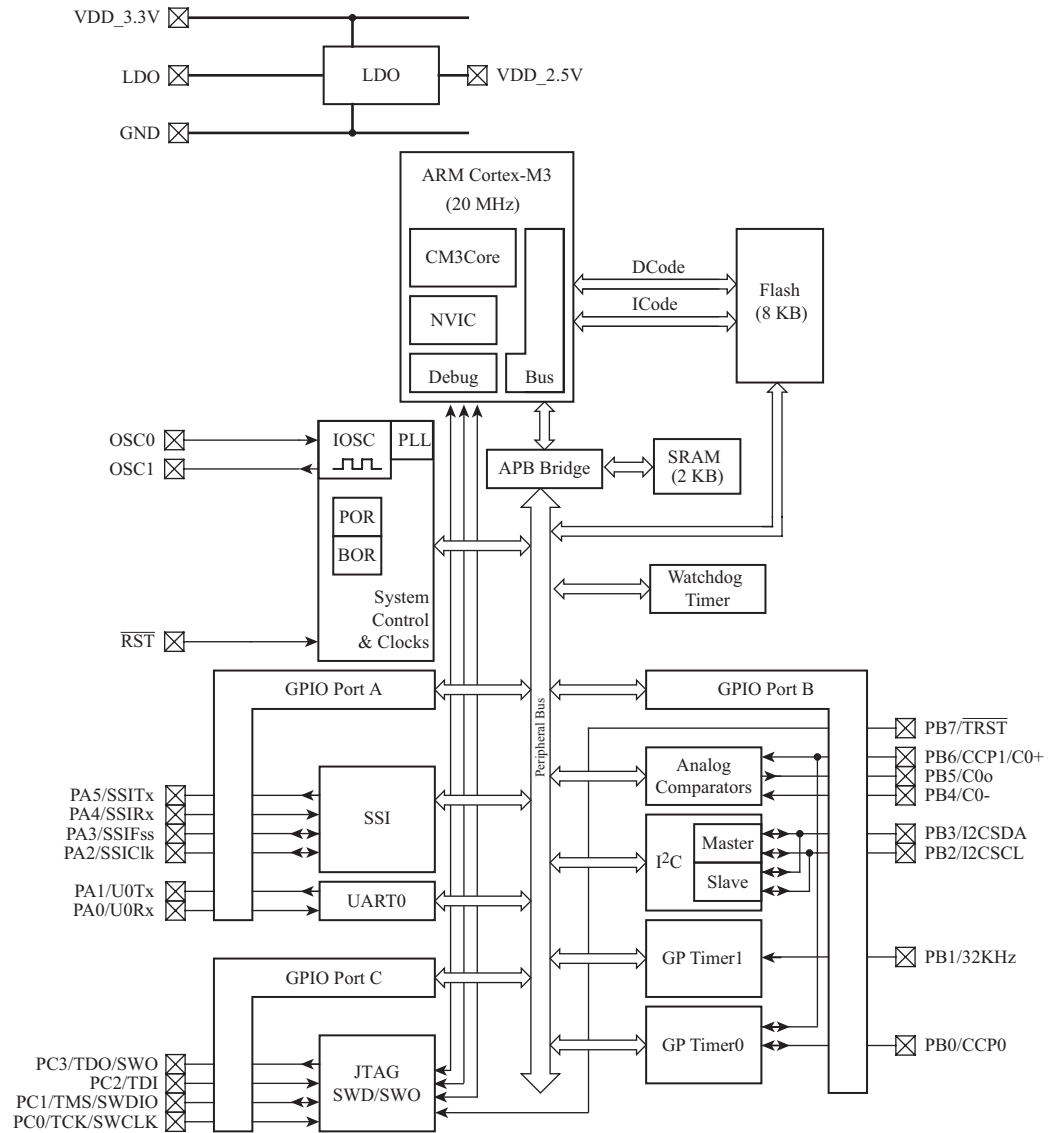 VDD_3.3V
LDO
LDO
VDD_2.5V
GND
ARM Cortex-M3
(20 MHz)
CM3Core
NVIC
Debug
Bus
DCode
ICode
Flash
(8 KB)
OSC0
OSC1
IOSC
PLL
POR
BOR
System
Control
& Clocks
RST
APB Bridge
SRAM
(2 KB)
Watchdog
Timer
Peripheral Bus
GPIO Port A
GPIO Port B
PB7/TRST
PB6/CCP1/C0+
PB5/C0o
PB4/C0-
Analog
Comparators
PA5/SSITx
PA4/SSIRx
PA3/SSIFss
PA2/SSIClk
SSI
I²C
Master
Slave
PB3/I2CSDA
PB2/I2CSCL
PA1/U0Tx
PA0/U0Rx
UART0
GP Timer1
PB1/32KHz
GPIO Port C
GP Timer0
PB0/CCP0
PC3/TDO/SWO
PC2/TDI
PC1/TMS/SWDIO
PC0/TCK/SWCLK
JTAG
SWD/SWO